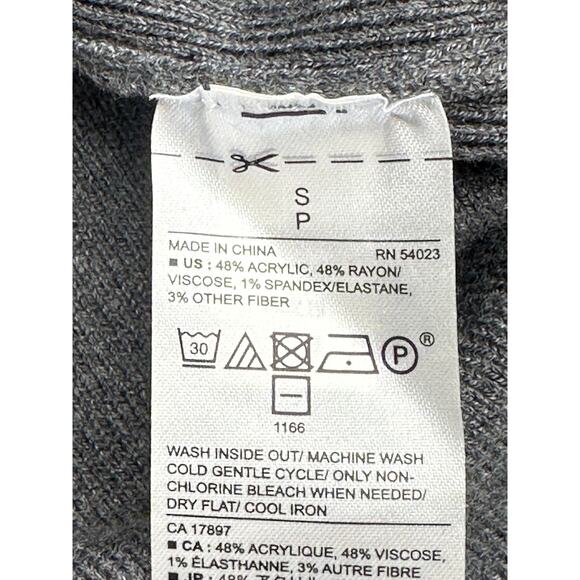 S
P
MADE IN CHINA RN 54023
■ US : 48% ACRYLIC, 48% RAYON/
VISCOSE, 1% SPANDEX/ELASTANE,
3% OTHER FIBER
30 P ®
1166
WASH INSIDE OUT/ MACHINE WASH
COLD GENTLE CYCLE/ ONLY NON-
CHLORINE BLEACH WHEN NEEDED/
DRY FLAT/ COOL IRON
CA 17897
■ CA : 48% ACRYLIQUE, 48% VISCOSE,
1% ÉLASTHANNE, 3% AUTRE FIBRE
■ JP : 48%